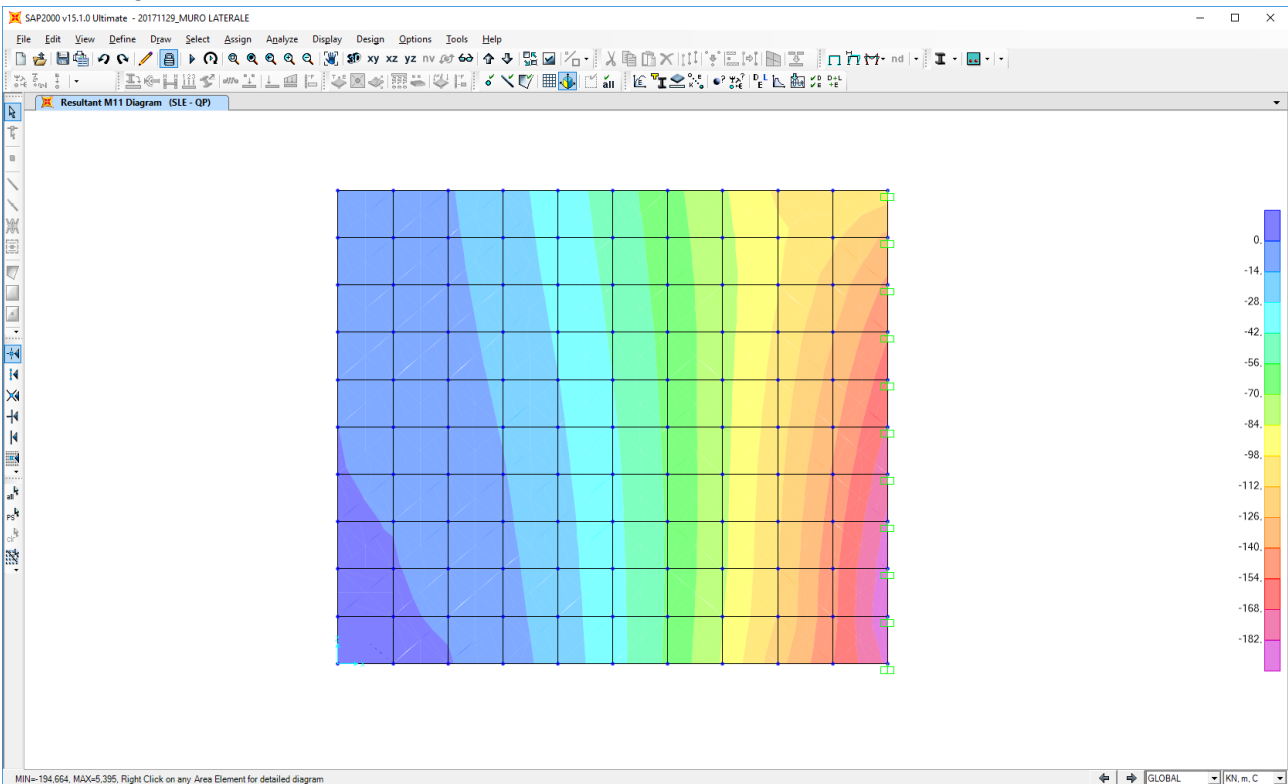 SAP2000 v15.1.0 Ultimate - 20171129_MURO LATERALE
File Edit View Define Draw Select Assign Analyze Display Design Options Tools Help
xy xz yz nv nd
all
Resultant M11 Diagram (SLE - QP)
0,
-14,
-28,
-42,
-56,
-70,
-84,
-98,
-112,
-126,
-140,
-154,
-168,
-182,
all
PS
clr
MIN=-194,664, MAX=5,395, Right Click on any Area Element for detailed diagram
GLOBAL
KN, m, C